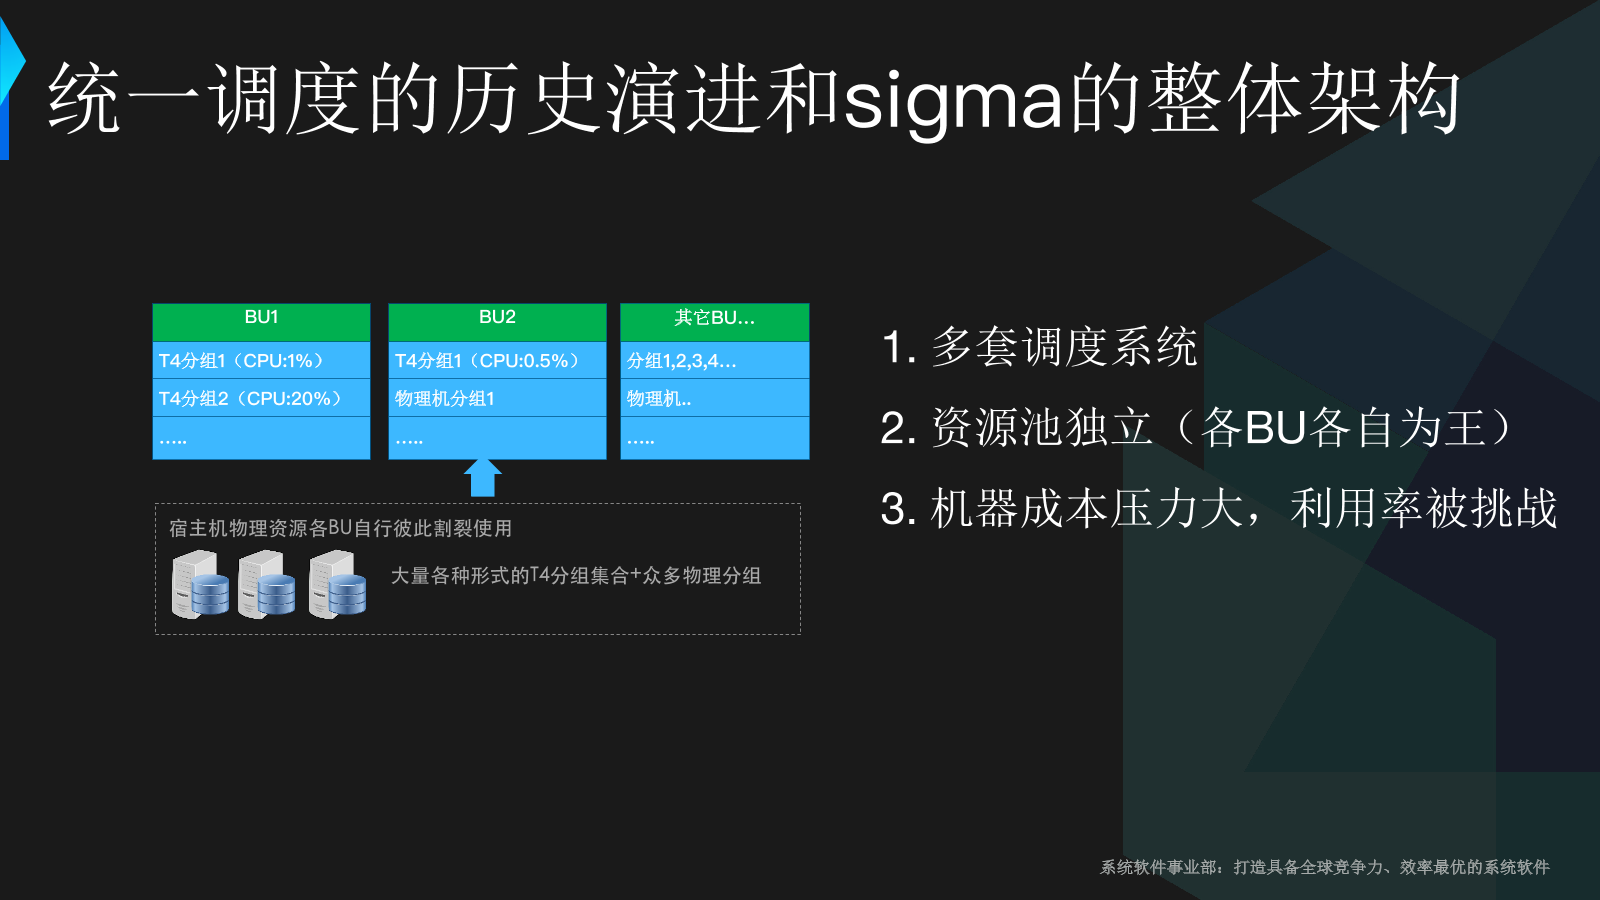 统一调度的历史演进和sigma的整体架构
BU1
T4分组1（CPU:1%）
T4分组2（CPU:20%）
.....
BU2
T4分组1（CPU:0.5%）
物理机分组1
.....
其它BU...
分组1,2,3,4...
物理机..
.....
宿主机物理资源各BU自行彼此割裂使用
大量各种形式的T4分组集合+众多物理分组
1. 多套调度系统
2. 资源池独立（各BU各自为王）
3. 机器成本压力大，利用率被挑战
系统软件事业部：打造具备全球竞争力、效率最优的系统软件